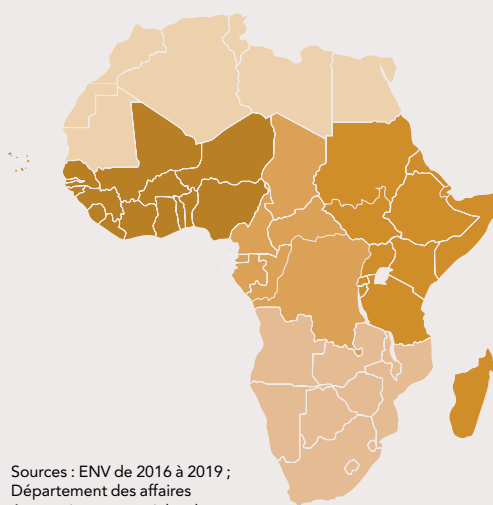 Sources : ENV de 2016 à 2019 ;
Département des affaires